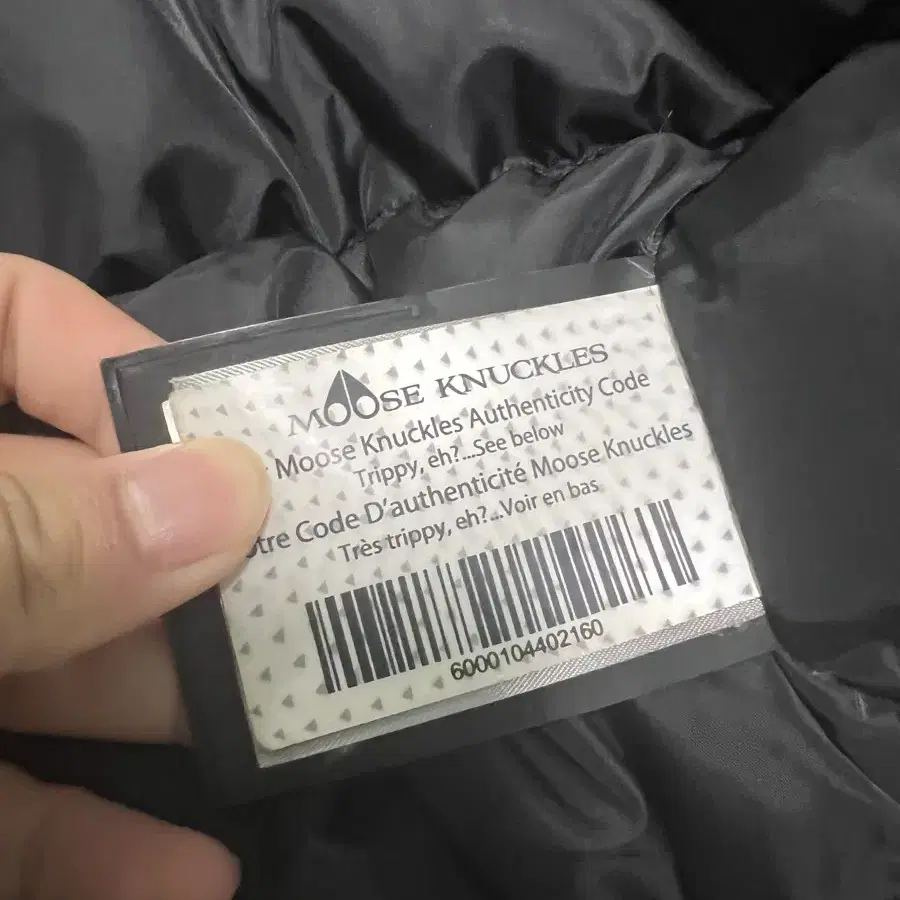 MOOSE KNUCKLES
Moose Knuckles Authenticity Code
Trippy, eh?...See below
otre Code D'authenticité Moose Knuckles
Très trippy, eh?...Voir en bas
6000104402160